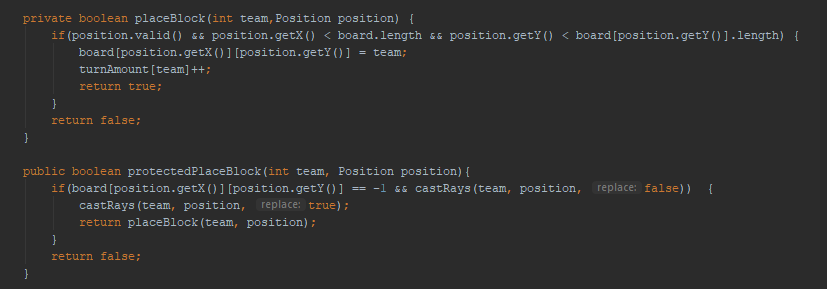 private boolean placeBlock(int team,Position position) {
if(position.valid() && position.getX() < board.length && position.getY() < board[position.getY()].length) {
board[position.getX()][position.getY()] = team;
turnAmount[team]++;
return true;
}
return false;
}
public boolean protectedPlaceBlock(int team, Position position){
if(board[position.getX()][position.getY()] == -1 && castRays(team, position, replace: false)) {
castRays(team, position, replace: true);
return placeBlock(team, position);
}
return false;
}